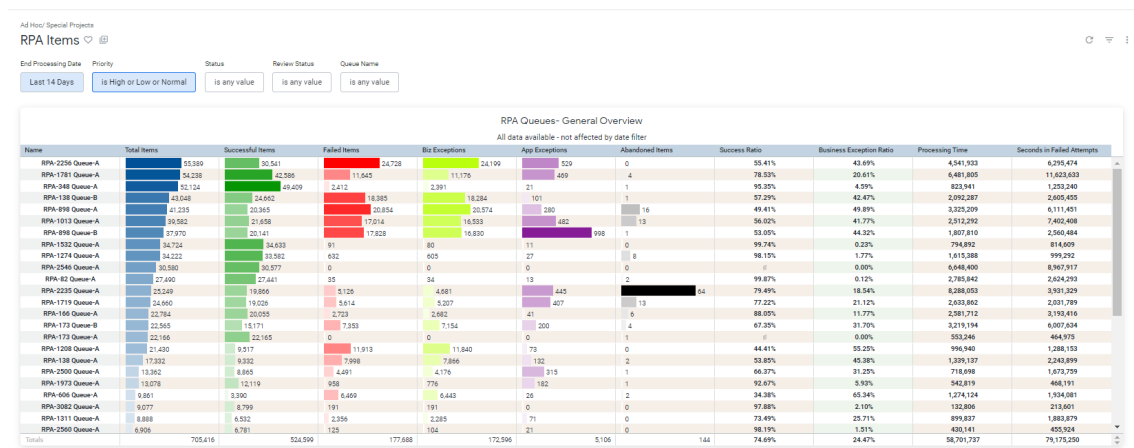 Ad Hoc/ Special Projects
RPA Items
End Processing Date Priority Status Review Status Queue Name
Last 14 Days is High or Low or Normal is any value is any value is any value
RPA Queues- General Overview
All data available - not affected by date filter
Name Total Items Successful Items Failed Items Biz Exceptions App Exceptions Abandoned Items Success Ratio Business Exception Ratio Processing Time Seconds in Failed Attempts
RPA-2256 Queue-A 55,389 30,541 24,728 24,199 529 0 55.41% 43.69% 4,541,933 6,295,474
RPA-1781 Queue-A 54,238 42,586 11,645 11,176 469 4 78.53% 20.61% 6,481,805 11,623,633
RPA-348 Queue-A 52,124 49,409 2,412 2,391 21 1 95.35% 4.59% 823,941 1,253,240
RPA-138 Queue-B 43,048 24,662 18,385 18,284 101 1 57.29% 42.47% 2,092,287 2,605,455
RPA-898 Queue-A 41,235 20,365 20,854 20,574 280 16 49.41% 49.89% 3,325,209 6,111,451
RPA-1013 Queue-A 39,582 21,658 17,014 16,533 482 13 56.02% 41.77% 2,512,292 7,402,408
RPA-898 Queue-B 37,970 20,141 17,828 16,830 998 1 53.05% 44.32% 1,807,810 2,560,484
RPA-1532 Queue-A 34,724 34,633 91 80 11 0 99.74% 0.23% 794,892 814,609
RPA-1274 Queue-A 34,222 33,582 632 605 27 8 98.15% 1.77% 1,615,388 999,292
RPA-2546 Queue-A 30,580 30,577 0 0 0 0 0.00% 6,648,400 8,967,917
RPA-82 Queue-A 27,490 27,441 35 34 13 2 99.87% 0.12% 2,785,842 2,624,293
RPA-2235 Queue-A 25,249 19,866 5,126 4,681 445 64 79.49% 18.54% 8,288,053 3,931,329
RPA-1719 Queue-A 24,660 19,026 5,614 5,207 407 13 77.22% 21.12% 2,633,862 2,031,789
RPA-166 Queue-A 22,784 20,055 2,723 2,682 41 6 88.05% 11.77% 2,581,712 3,193,416
RPA-173 Queue-B 22,565 15,171 7,353 7,154 200 4 67.35% 31.70% 3,219,194 6,007,634
RPA-173 Queue-A 22,166 22,165 0 0 0 1 0.00% 553,246 464,975
RPA-1208 Queue-A 21,430 9,517 11,913 11,840 73 0 44.41% 55.25% 996,940 1,288,153
RPA-138 Queue-A 17,332 9,332 7,998 7,866 132 2 53.85% 45.38% 1,339,137 2,243,899
RPA-2500 Queue-A 13,362 8,865 4,491 4,176 315 1 66.37% 31.25% 718,698 1,673,759
RPA-1973 Queue-A 13,078 12,119 958 776 182 1 92.67% 5.93% 542,819 468,191
RPA-606 Queue-A 9,861 3,390 6,469 6,443 26 2 34.38% 65.34% 1,274,124 1,934,081
RPA-3082 Queue-A 9,077 8,799 191 191 0 0 97.88% 2.10% 132,806 213,601
RPA-1311 Queue-A 8,888 6,532 2,356 2,285 71 0 73.49% 25.71% 899,837 1,883,879
RPA-2560 Queue-A 6,906 6,781 125 104 21 0 98.19% 1.51% 430,141 455,924
Totals 705,416 524,599 177,688 172,596 5,106 144 74.69% 24.47% 58,701,737 79,175,250